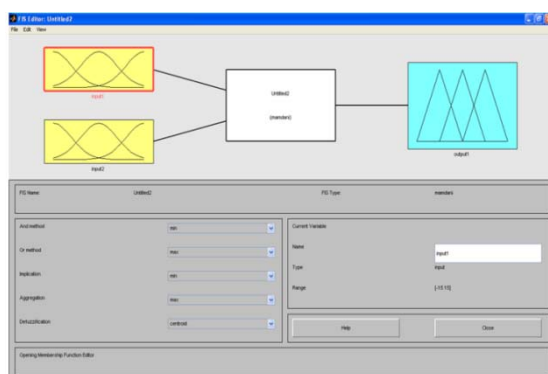 FIS Editor: Untitled2
File Edit View
input1
input2
Untitled2
(mamdani)
output1
FIS Name: Untitled2 FIS Type: mamdani
And method min
Or method max
Implication min
Aggregation max
Defuzzification centroid
Current Variable
Name input1
Type input
Range
Help Close
Opening Membership Function Editor